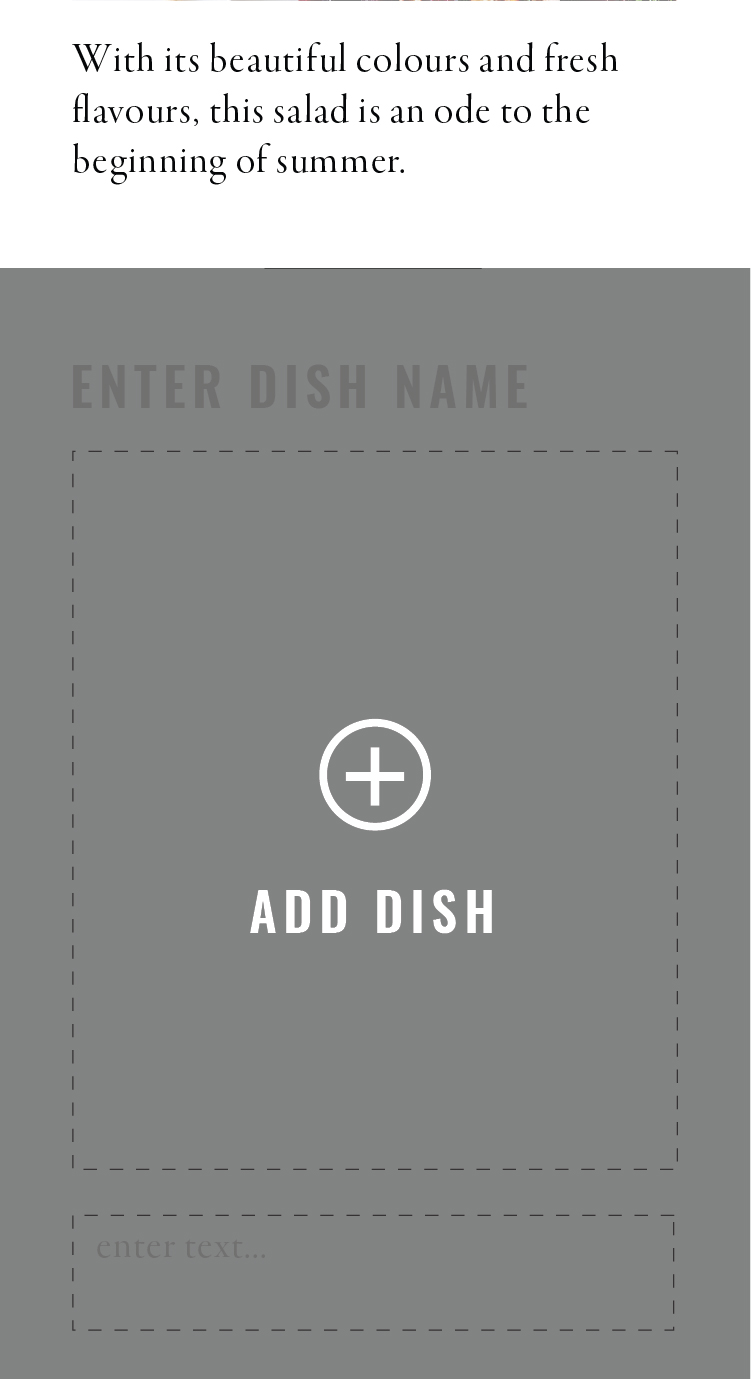 With its beautiful colours and fresh
flavours, this salad is an ode to the
beginning of summer.
ENTER DISH NAME
ADD DISH
enter text...